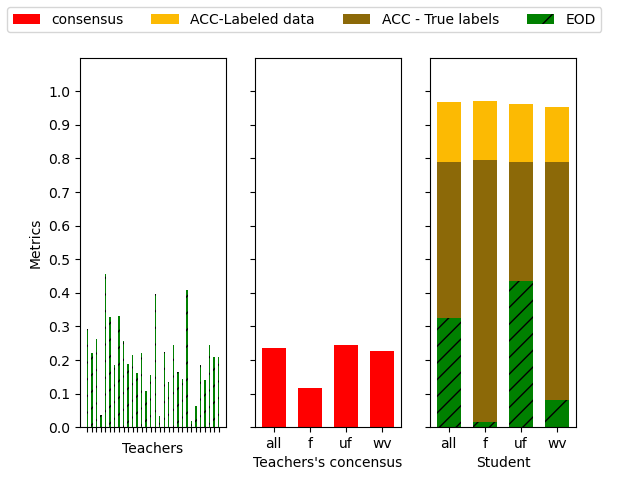 consensus ACC-Labeled data ACC - True labels EOD
Metrics
1.0
0.9
0.8
0.7
0.6
0.5
0.4
0.3
0.2
0.1
0.0
all f uf wv all f uf wv
Teachers Teachers's concensus Student